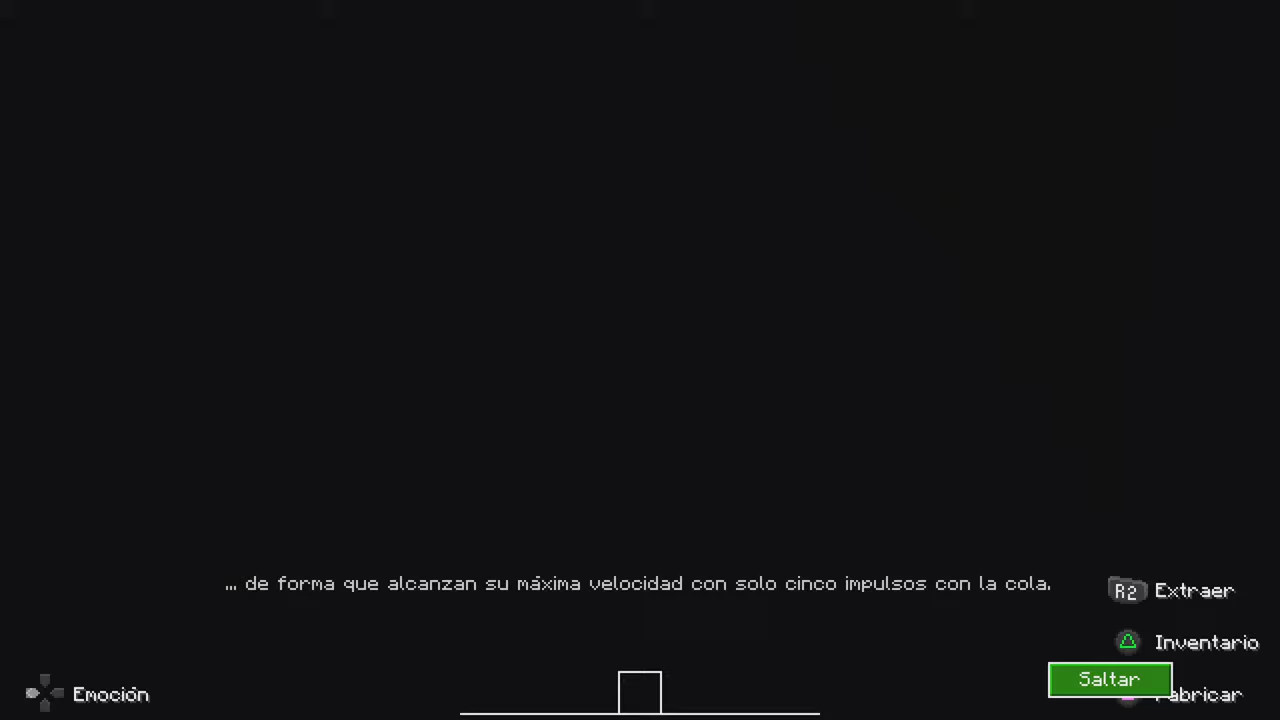 ... de forma que alcanzan su máxima velocidad con solo cinco impulsos con la cola.
R2 Extraer
Inventario
Saltar
Fabricar
Emoción